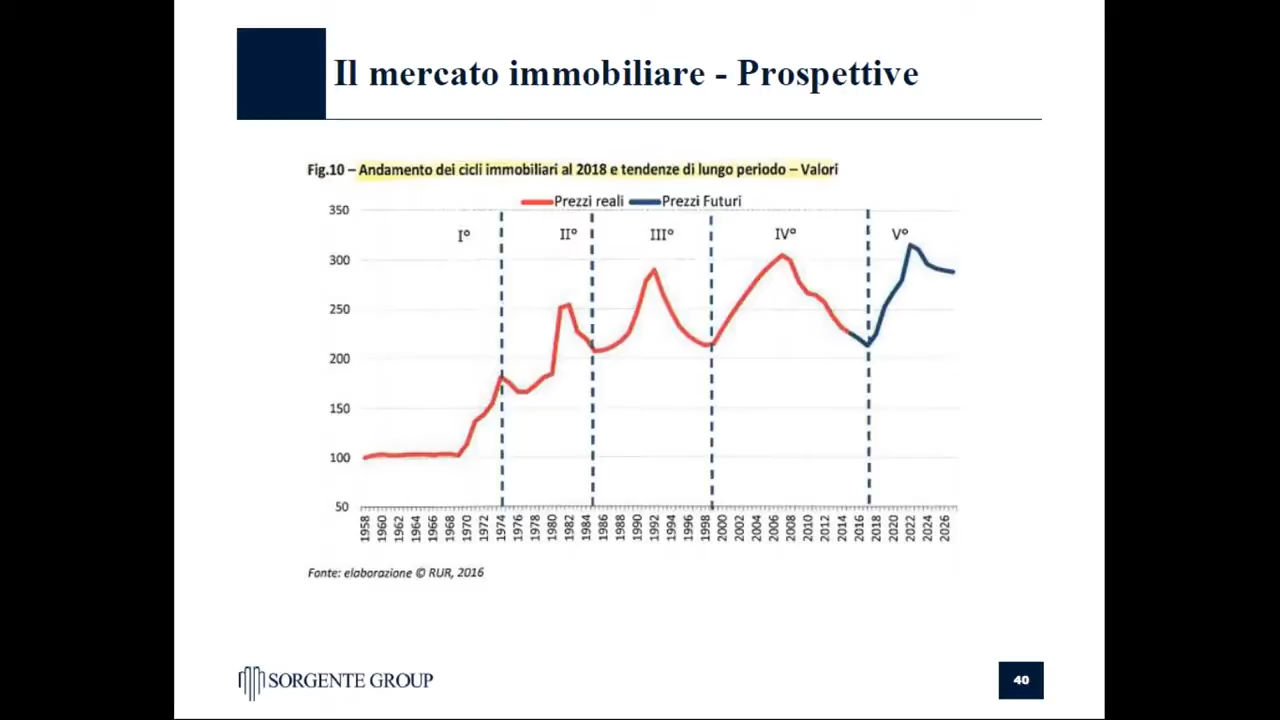 Il mercato immobiliare - Prospettive
Fig.10 – Andamento dei cicli immobiliari al 2018 e tendenze di lungo periodo – Valori
Prezzi reali Prezzi Futuri
350
I° II° III° IV° V°
300
250
200
150
100
50
1958 1960 1962 1964 1966 1968 1970 1972 1974 1976 1978 1980 1982 1984 1986 1988 1990 1992 1994 1996 1998 2000 2002 2004 2006 2008 2010 2012 2014 2016 2018 2020 2022 2024 2026
Fonte: elaborazione © RUR, 2016
SORGENTE GROUP
40